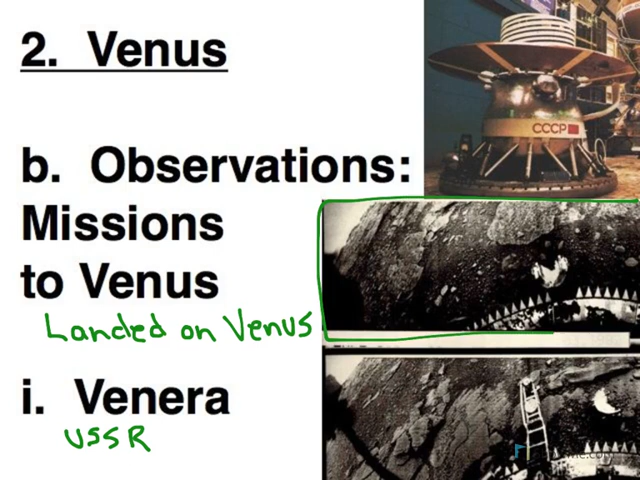 2. Venus
CCCP
b. Observations:
Missions
to Venus
Landed on Venus
i. Venera
USSR